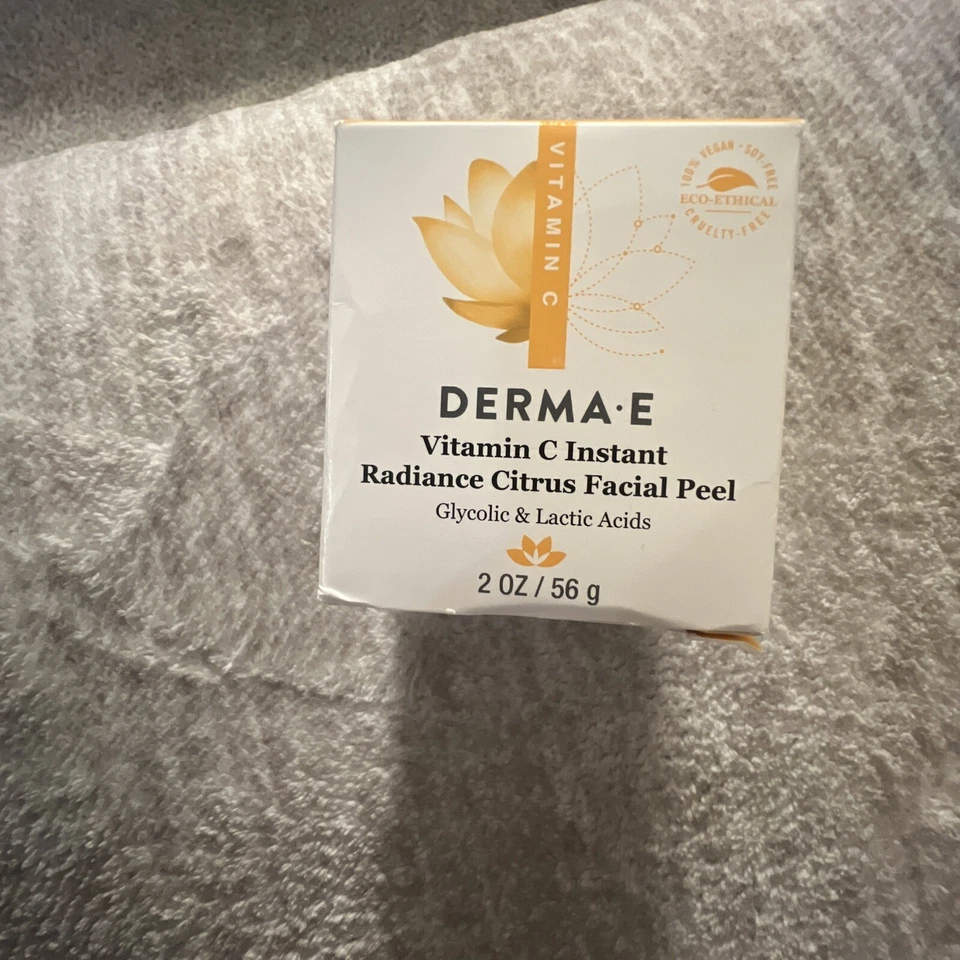 VITAMIN C
100% VEGAN • SOY-FREE
ECO-ETHICAL
CRUELTY-FREE
DERMA·E
Vitamin C Instant
Radiance Citrus Facial Peel
Glycolic & Lactic Acids
2 OZ / 56 g